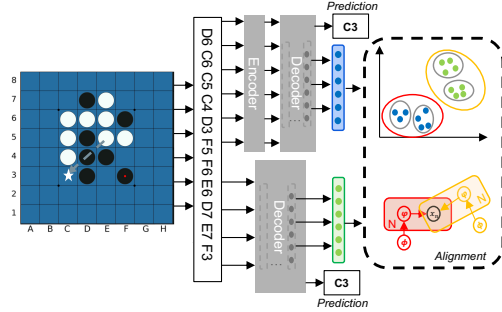 Prediction
C3
8
7
6
5
4
3
2
1
A B C D E F G H
D6 C6 C5 C4 D3 F5 F6 E6 D7 E7 F3
Encoder
Decoder
...
Decoder
...
C3
Prediction
N φ x_n φ N
ϕ ϕ
Alignment